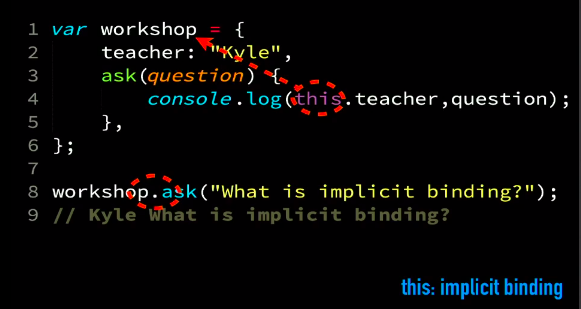 1 var workshop = {
2 teacher: "Kyle",
3 ask(question) {
4 console.log(this.teacher,question);
5 },
6 };
7
8 workshop.ask("What is implicit binding?");
9 // Kyle What is implicit binding?
this: implicit binding